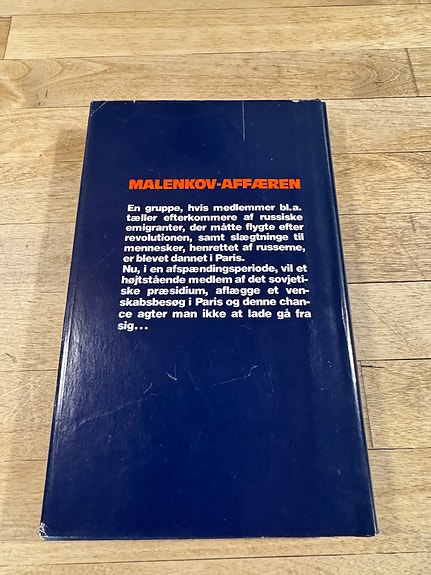 MALENKOV-AFFÆREN
En gruppe, hvis medlemmer bl.a.
tæller efterkommere af russiske
emigranter, der måtte flygte efter
revolutionen, samt slægtninge til
mennesker, henrettet af russerne,
er blevet dannet i Paris.
Nu, i en afspændingsperiode, vil et
højtstående medlem af det sovjeti-
ske præsidium, aflægge et ven-
skabsbesøg i Paris og denne chan-
ce agter man ikke at lade gå fra
sig...